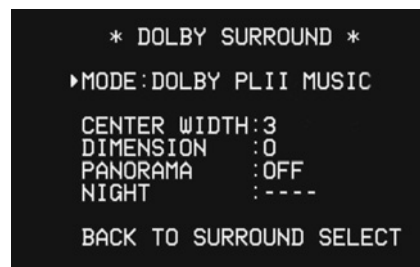 * DOLBY SURROUND *
▶MODE:DOLBY PLII MUSIC
CENTER WIDTH:3
DIMENSION :0
PANORAMA :OFF
NIGHT :----
BACK TO SURROUND SELECT